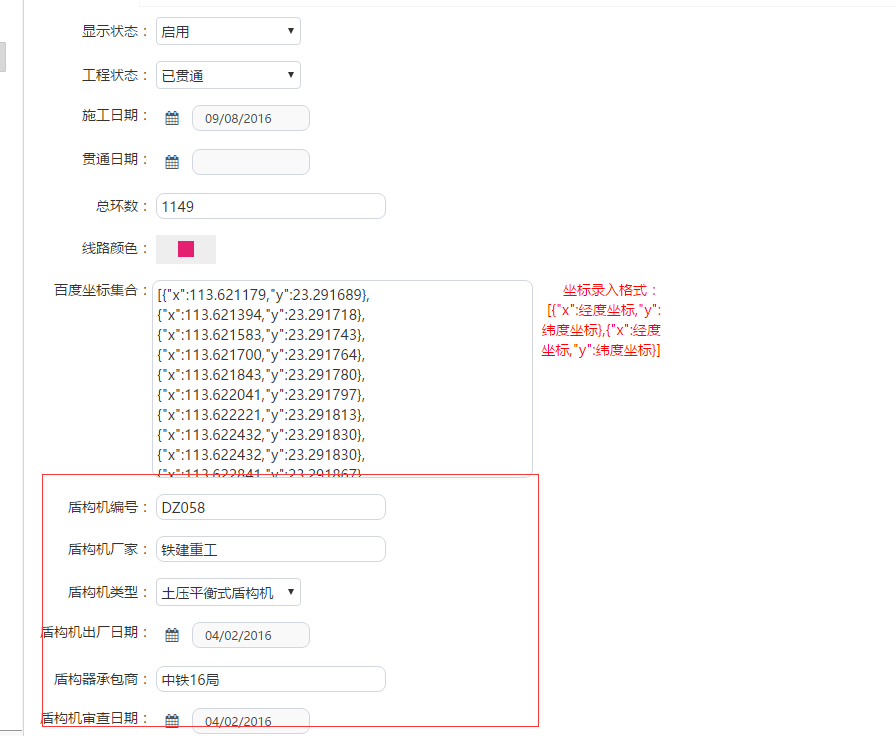 显示状态： 启用
工程状态： 已贯通
施工日期： 09/08/2016
贯通日期：
总环数： 1149
线路颜色：
百度坐标集合： [{"x":113.621179,"y":23.291689},
{"x":113.621394,"y":23.291718},
{"x":113.621583,"y":23.291743},
{"x":113.621700,"y":23.291764},
{"x":113.621843,"y":23.291780},
{"x":113.622041,"y":23.291797},
{"x":113.622221,"y":23.291813},
{"x":113.622432,"y":23.291830},
{"x":113.622432,"y":23.291830},
{"x":113.622841,"y":23.291867},
坐标录入格式：
[{"x":经度坐标,"y":
纬度坐标},{"x":经度
坐标,"y":纬度坐标}]
盾构机编号： DZ058
盾构机厂家： 铁建重工
盾构机类型： 土压平衡式盾构机
盾构机出厂日期： 04/02/2016
盾构器承包商： 中铁16局
盾构机审查日期： 04/02/2016